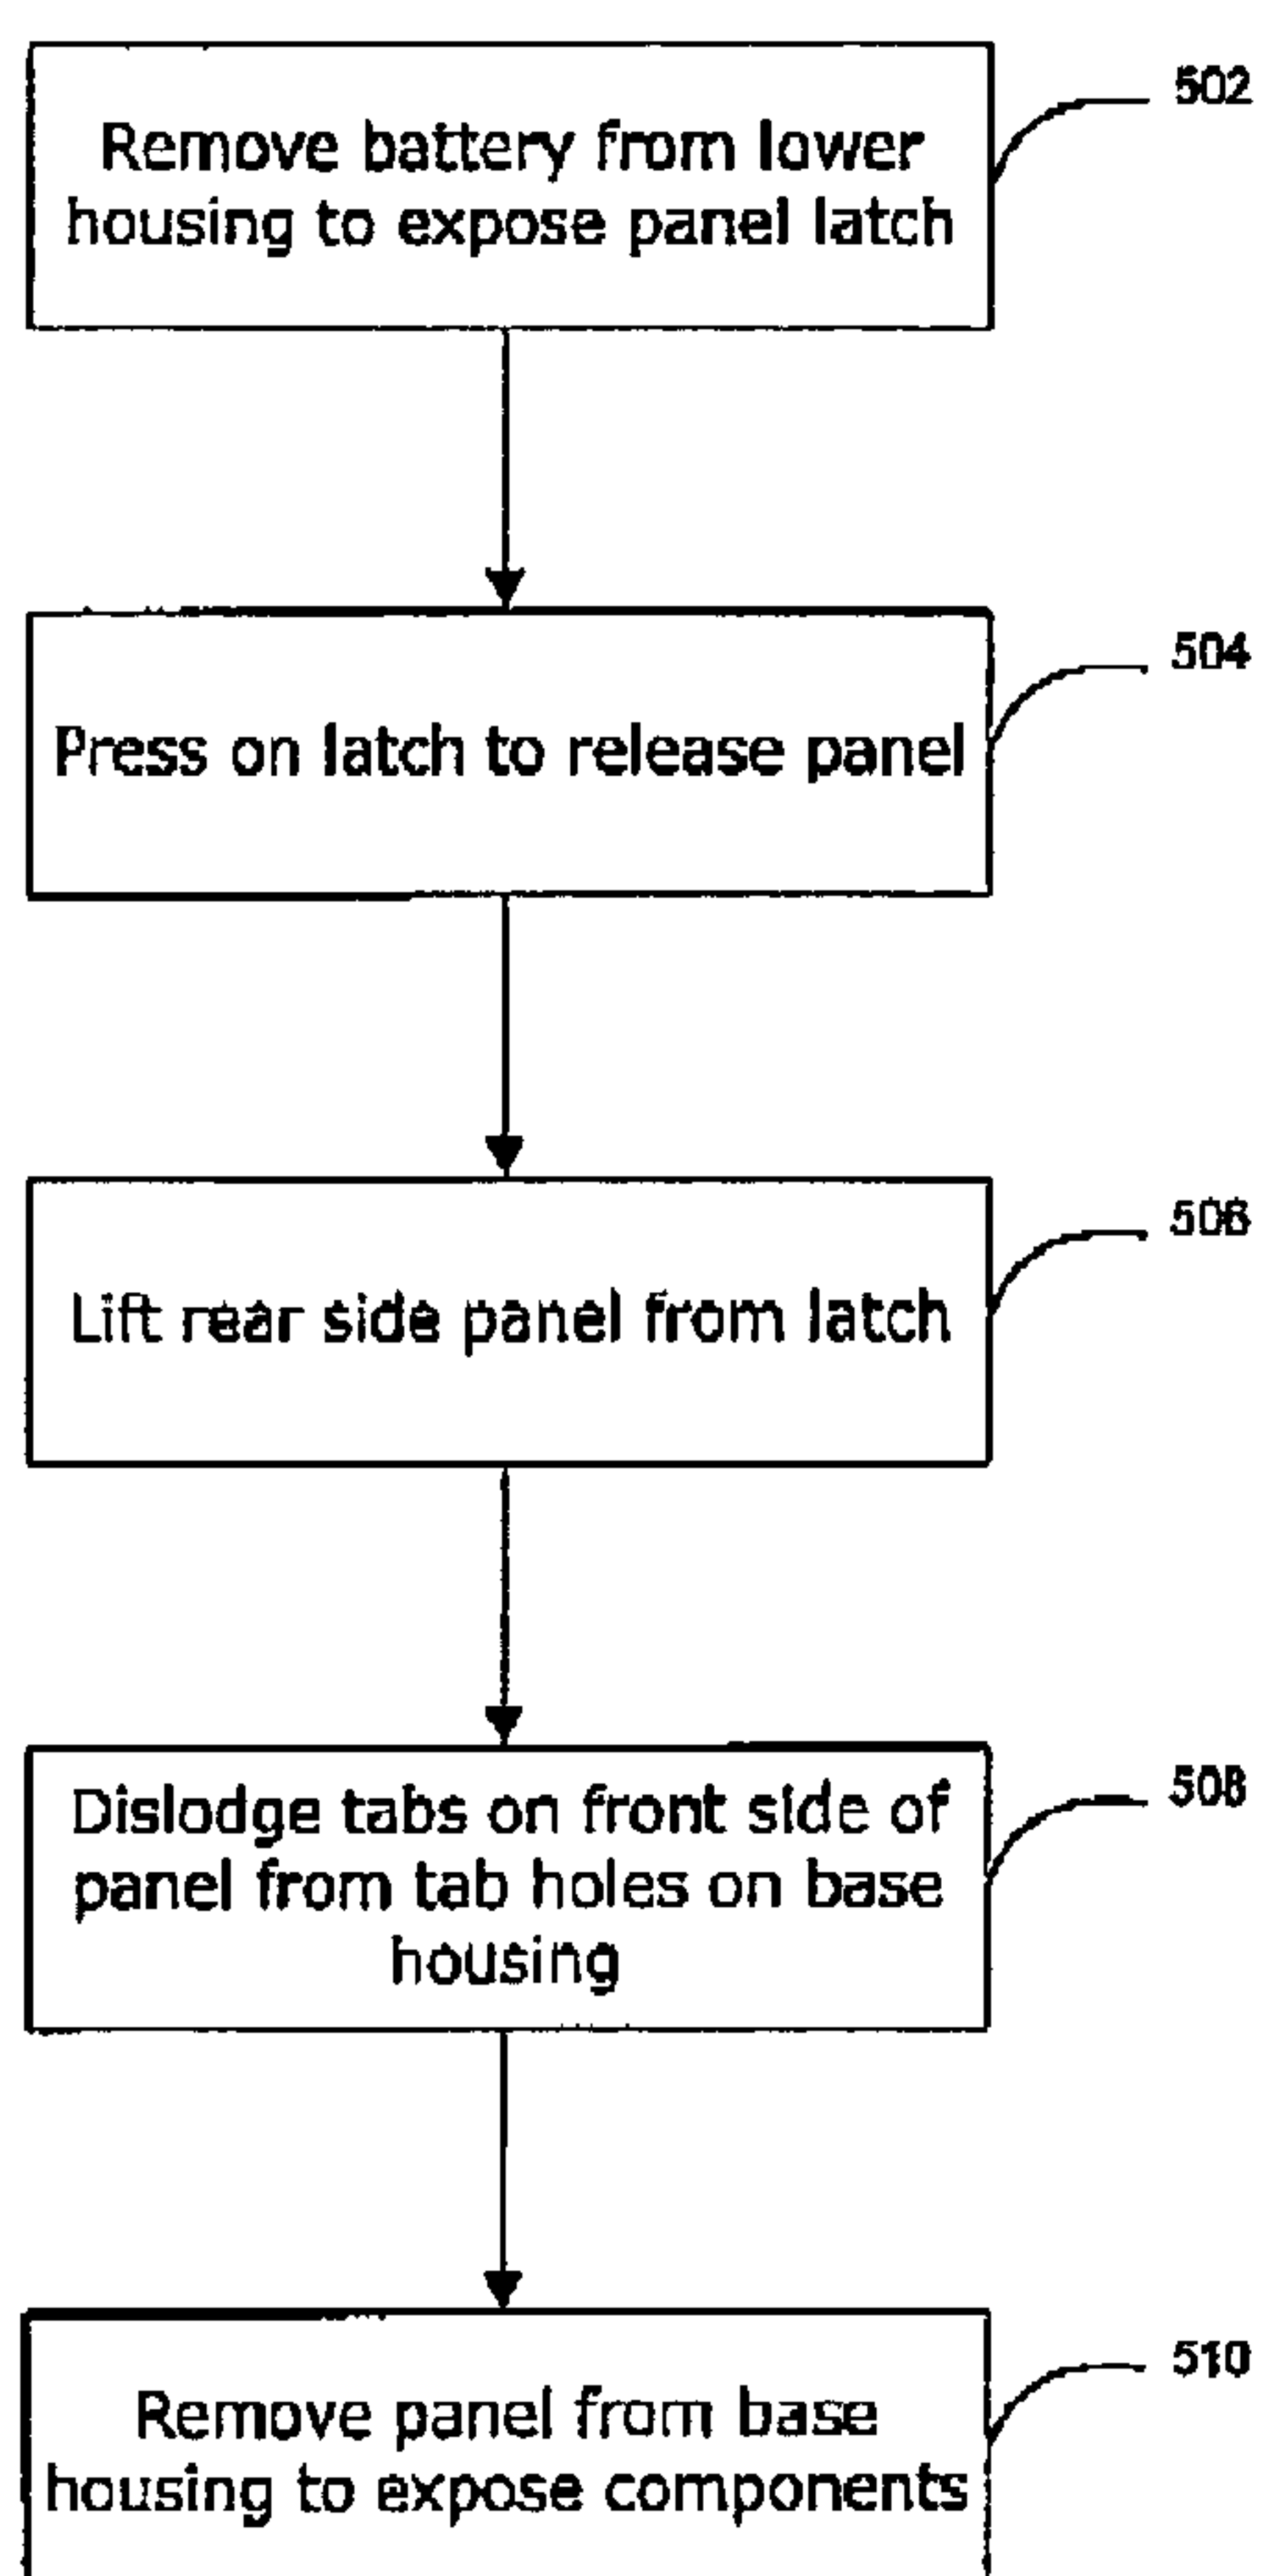 Remove battery from lower
housing to expose panel latch
502
Press on latch to release panel
504
Lift rear side panel from latch
506
Dislodge tabs on front side of
panel from tab holes on base
housing
508
Remove panel from base
housing to expose components
510